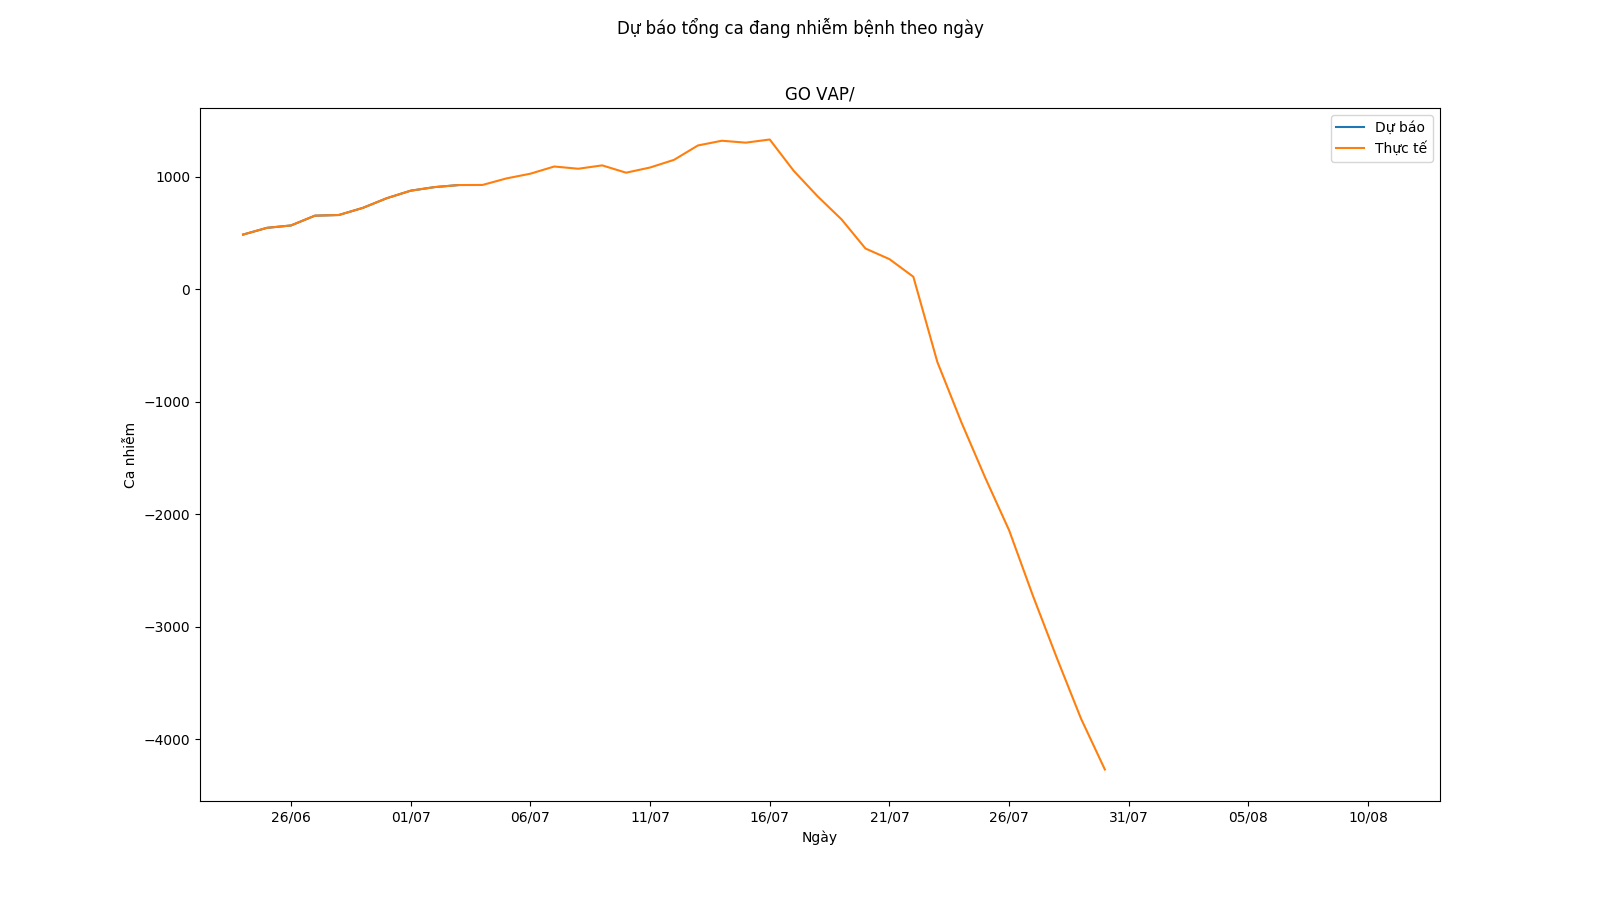 Dự báo tổng ca đang nhiễm bệnh theo ngày
GO VAP/
Dự báo
Thực tế
1000
0
−1000
−2000
−3000
−4000
Ca nhiễm
26/06 01/07 06/07 11/07 16/07 21/07 26/07 31/07 05/08 10/08
Ngày